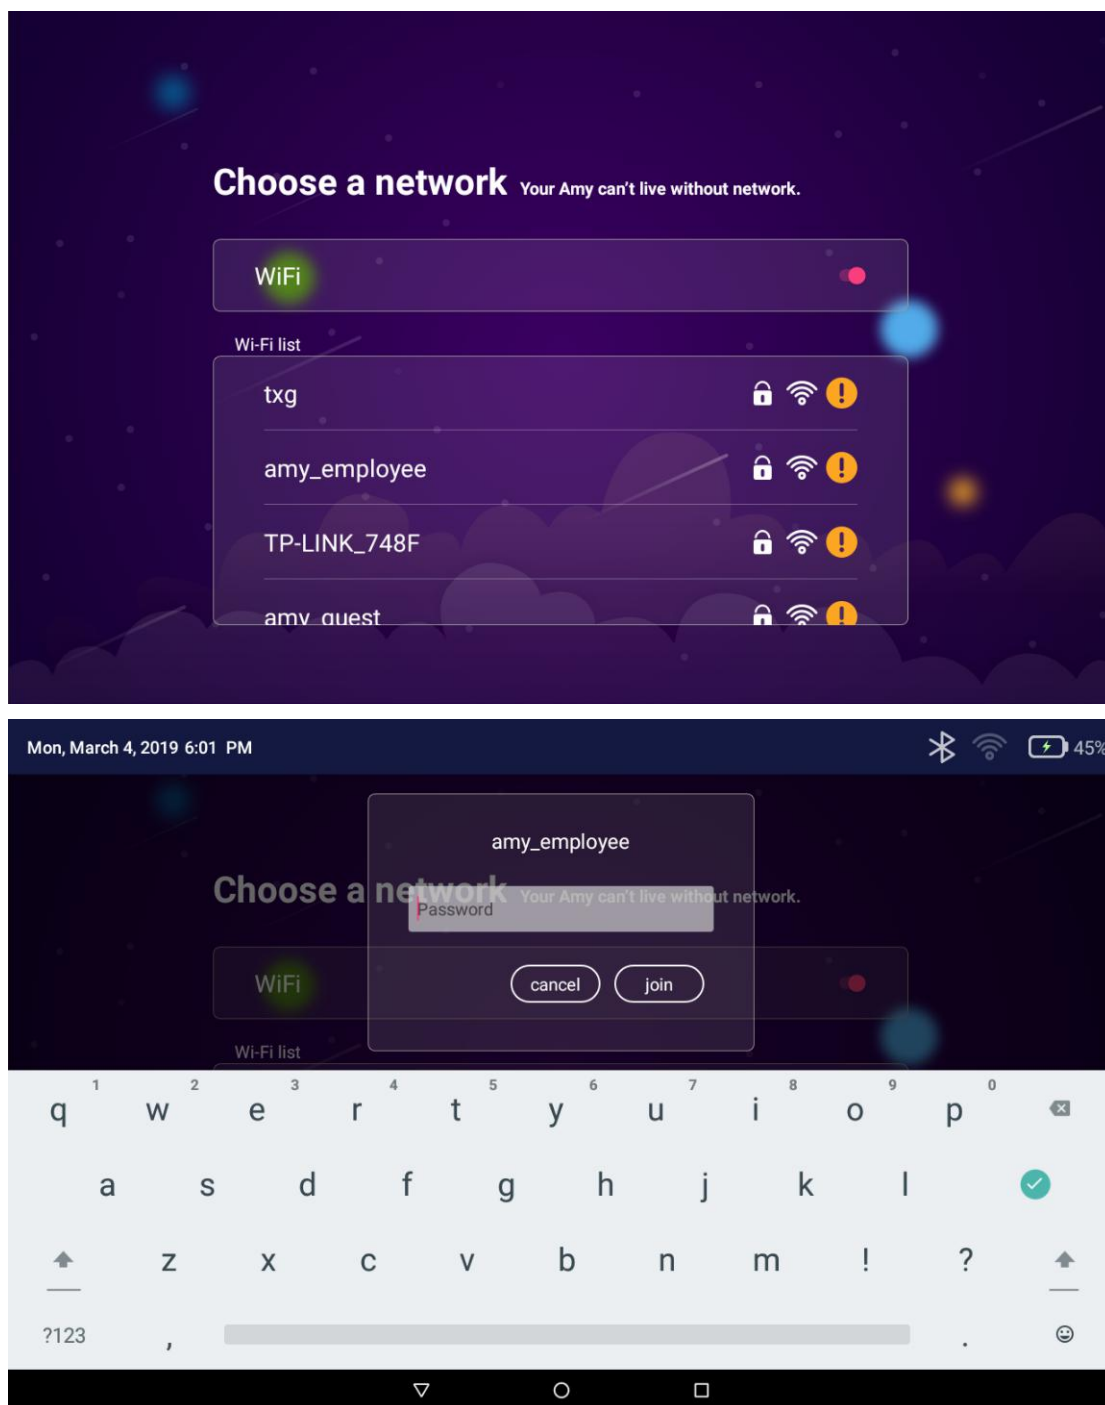 Choose a network Your Amy can't live without network.
WiFi
Wi-Fi list
txg
amy_employee
TP-LINK_748F
amy_guest
Mon, March 4, 2019 6:01 PM 45%
amy_employee
Choose a network Your Amy can't live without network.
Password
WiFi
cancel join
Wi-Fi list
1 2 3 4 5 6 7 8 9 0
q w e r t y u i o p
a s d f g h j k l
z x c v b n m ! ?
?123 , .